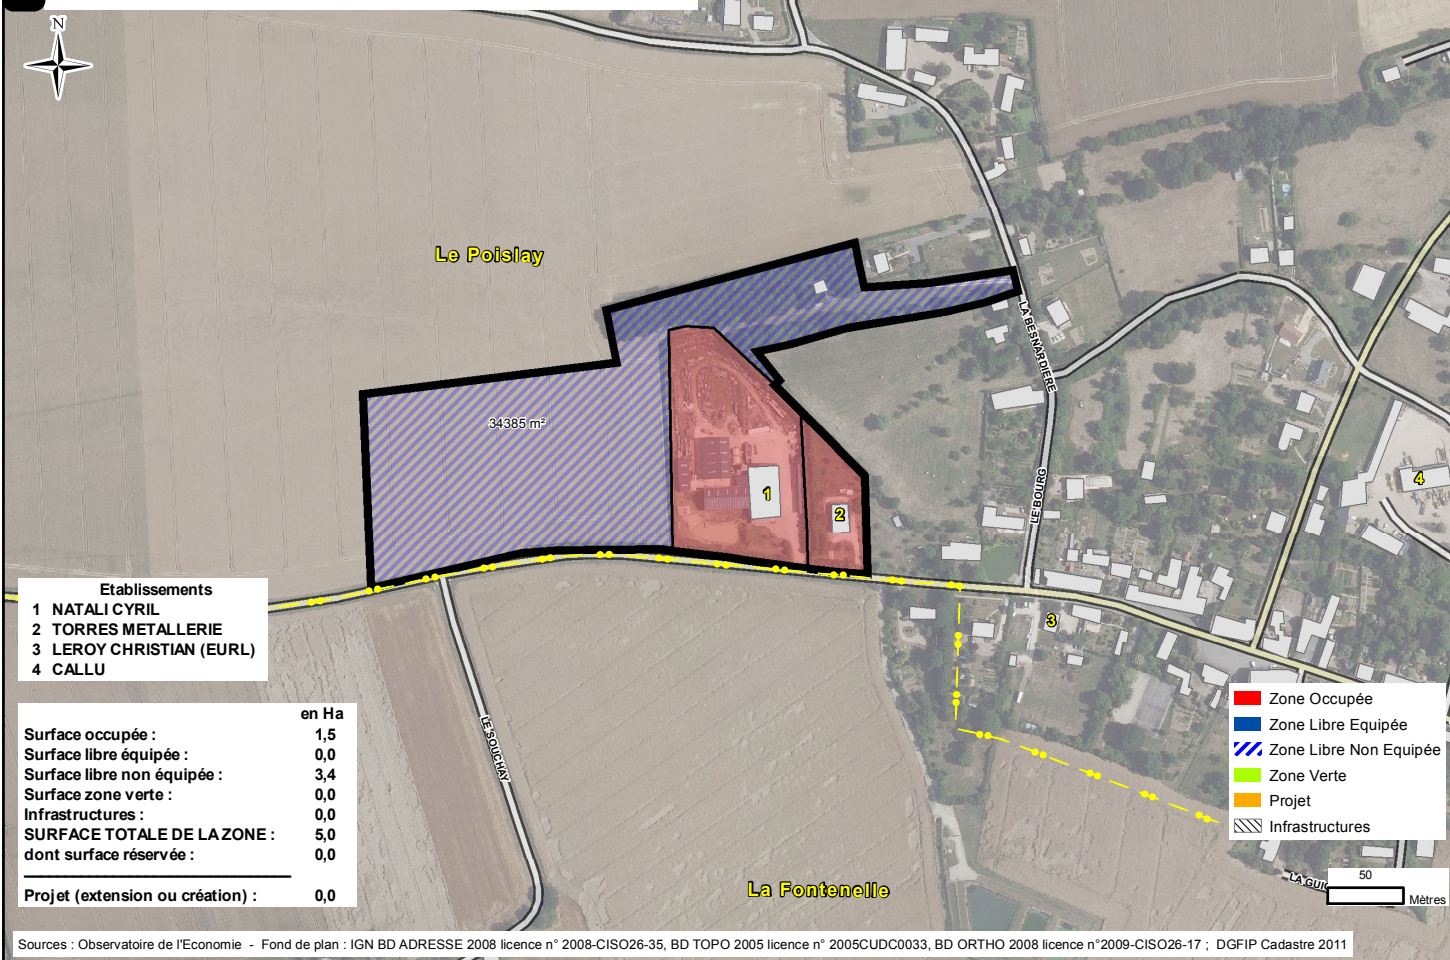 N
Le Poislay
34385 m²
LA BESNARDIERE
LE BOURG
1
2
3
4
LE SOUCHAY
La Fontenelle
Etablissements
1 NATALI CYRIL
2 TORRES METALLERIE
3 LEROY CHRISTIAN (EURL)
4 CALLU
en Ha
Surface occupée : 1,5
Surface libre équipée : 0,0
Surface libre non équipée : 3,4
Surface zone verte : 0,0
Infrastructures : 0,0
SURFACE TOTALE DE LA ZONE : 5,0
dont surface réservée : 0,0
Projet (extension ou création) : 0,0
Zone Occupée
Zone Libre Equipée
Zone Libre Non Equipée
Zone Verte
Projet
Infrastructures
50
Mètres
Sources : Observatoire de l'Economie - Fond de plan : IGN BD ADRESSE 2008 licence n° 2008-CISO26-35, BD TOPO 2005 licence n° 2005CUDC0033, BD ORTHO 2008 licence n°2009-CISO26-17 ; DGFIP Cadastre 2011